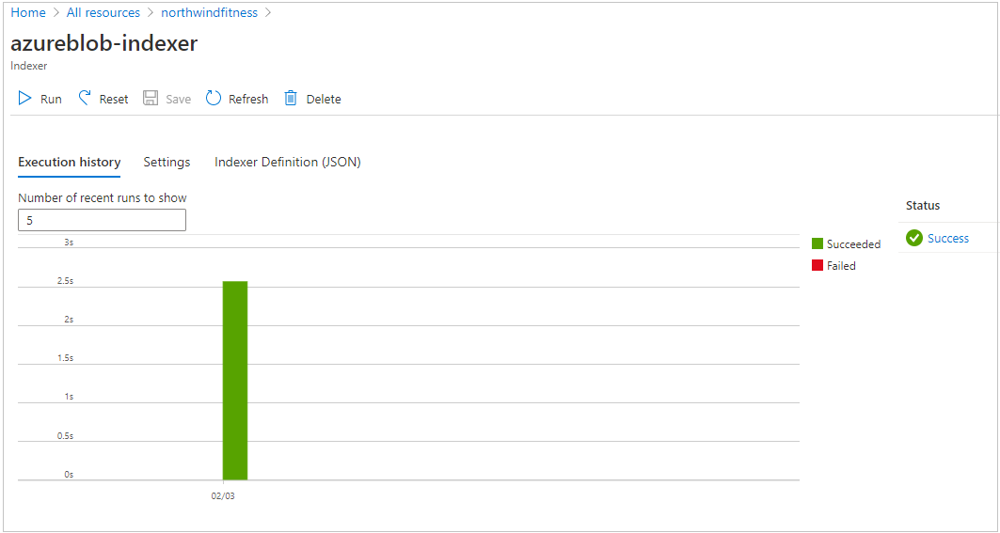 Home > All resources > northwindfitness >
azureblob-indexer
Indexer
Run Reset Save Refresh Delete
Execution history Settings Indexer Definition (JSON)
Number of recent runs to show
5
Status
Success
3s
2.5s
2s
1.5s
1s
0.5s
0s
02/03
Succeeded
Failed